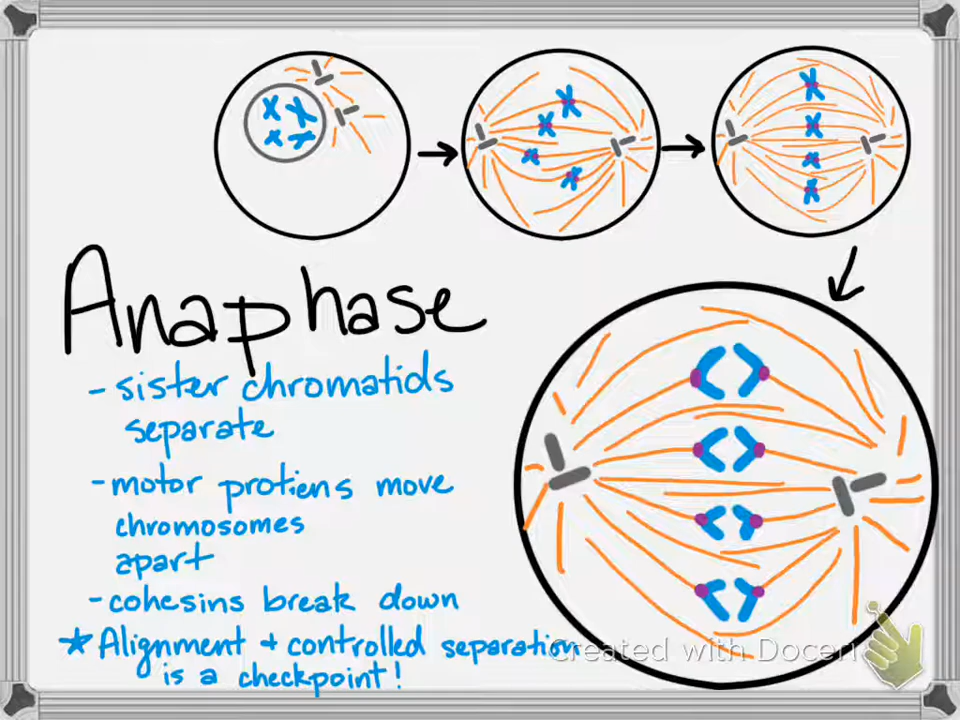 Anaphase
- sister chromatids
separate
- motor protiens move
chromosomes
apart
- cohesins break down
★ Alignment + controlled separation
is a checkpoint!
Created with Doceri